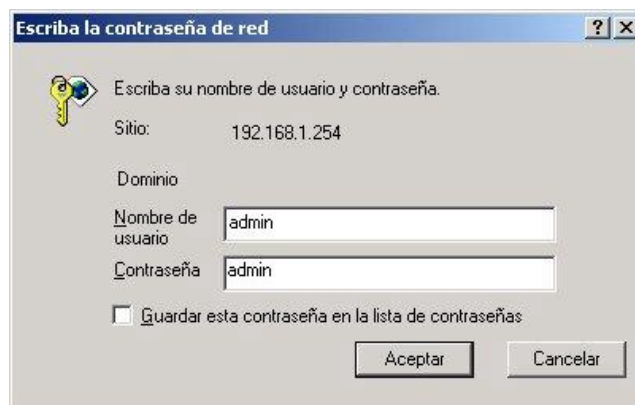 Escriba la contraseña de red
Escriba su nombre de usuario y contraseña.
Sitio: 192.168.1.254
Dominio
Nombre de usuario admin
Contraseña admin
Guardar esta contraseña en la lista de contraseñas
Aceptar Cancelar